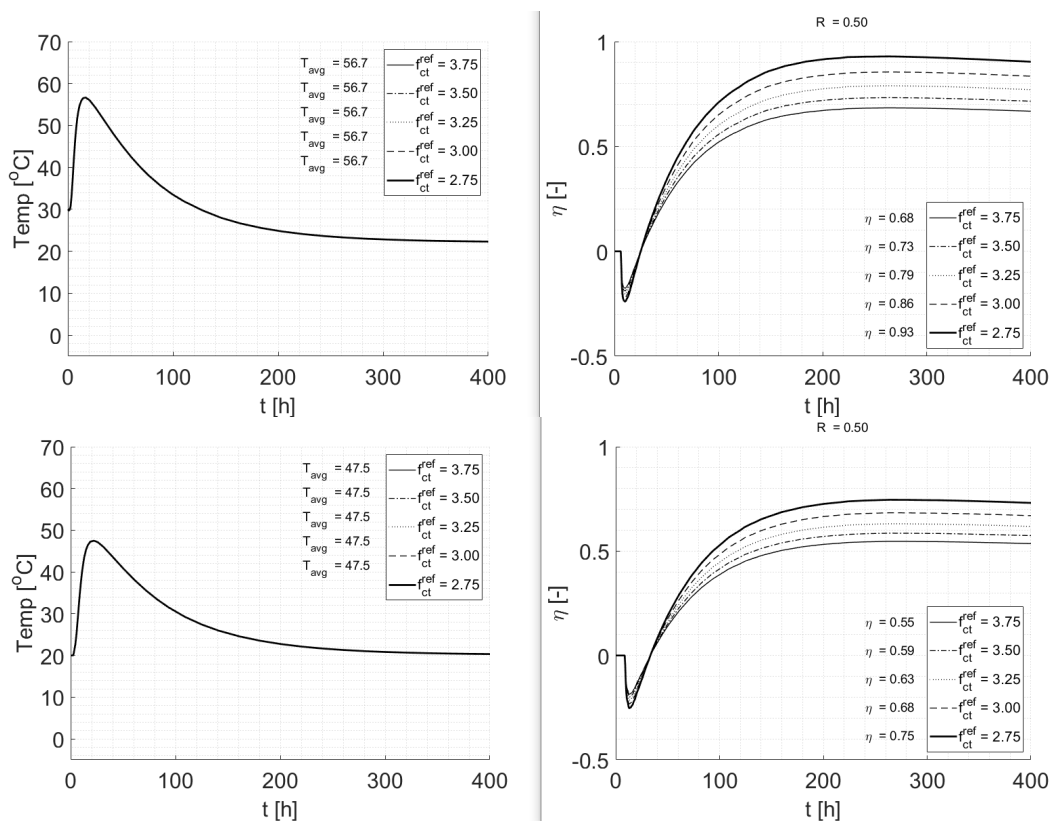 R = 0.50
70
60
50
40
30
20
10
0
Temp [°C]
0 100 200 300 400
t [h]
T_avg = 56.7
T_avg = 56.7
T_avg = 56.7
T_avg = 56.7
T_avg = 56.7
f_ct^ref = 3.75
f_ct^ref = 3.50
f_ct^ref = 3.25
f_ct^ref = 3.00
f_ct^ref = 2.75
1
0.5
0
-0.5
η [-]
0 100 200 300 400
t [h]
η = 0.68
η = 0.73
η = 0.79
η = 0.86
η = 0.93
f_ct^ref = 3.75
f_ct^ref = 3.50
f_ct^ref = 3.25
f_ct^ref = 3.00
f_ct^ref = 2.75
R = 0.50
70
60
50
40
30
20
10
0
Temp [°C]
0 100 200 300 400
t [h]
T_avg = 47.5
T_avg = 47.5
T_avg = 47.5
T_avg = 47.5
T_avg = 47.5
f_ct^ref = 3.75
f_ct^ref = 3.50
f_ct^ref = 3.25
f_ct^ref = 3.00
f_ct^ref = 2.75
1
0.5
0
-0.5
η [-]
0 100 200 300 400
t [h]
η = 0.55
η = 0.59
η = 0.63
η = 0.68
η = 0.75
f_ct^ref = 3.75
f_ct^ref = 3.50
f_ct^ref = 3.25
f_ct^ref = 3.00
f_ct^ref = 2.75